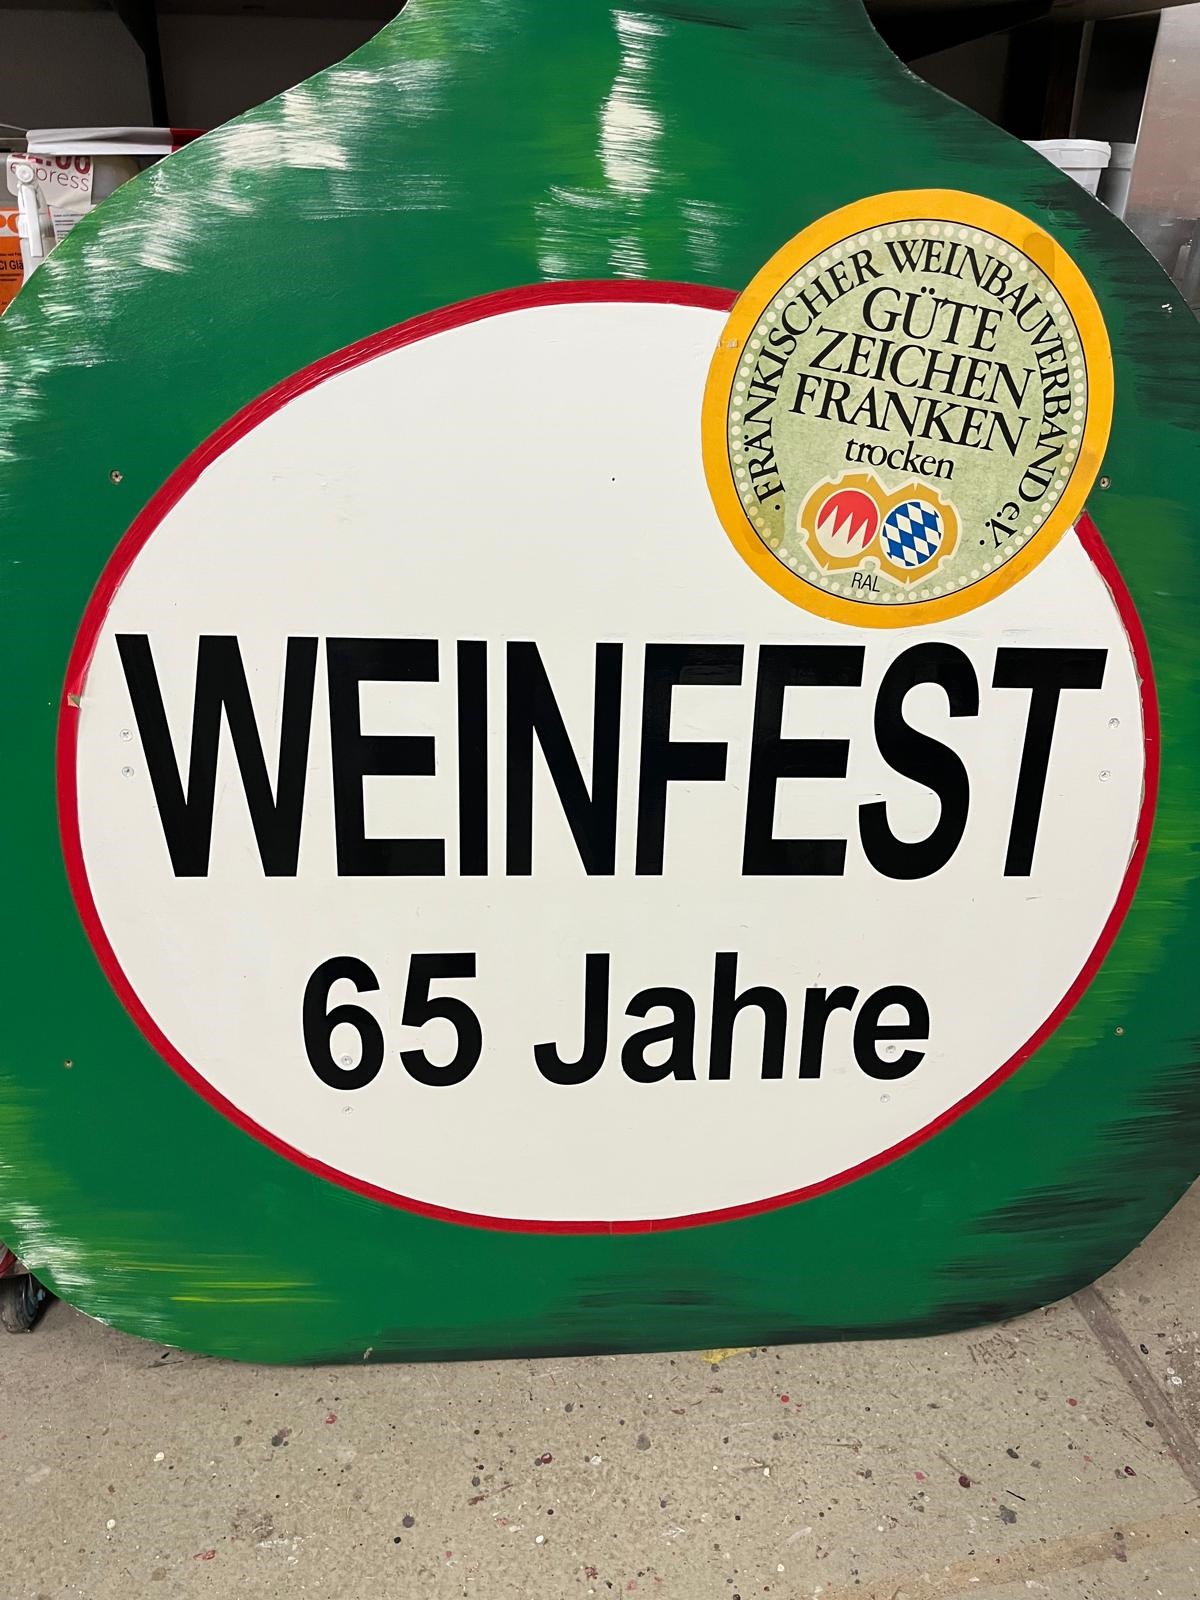 · FRÄNKISCHER WEINBAUVERBAND e.V. ·
GÜTE
ZEICHEN
FRANKEN
trocken
RAL
WEINFEST
65 Jahre